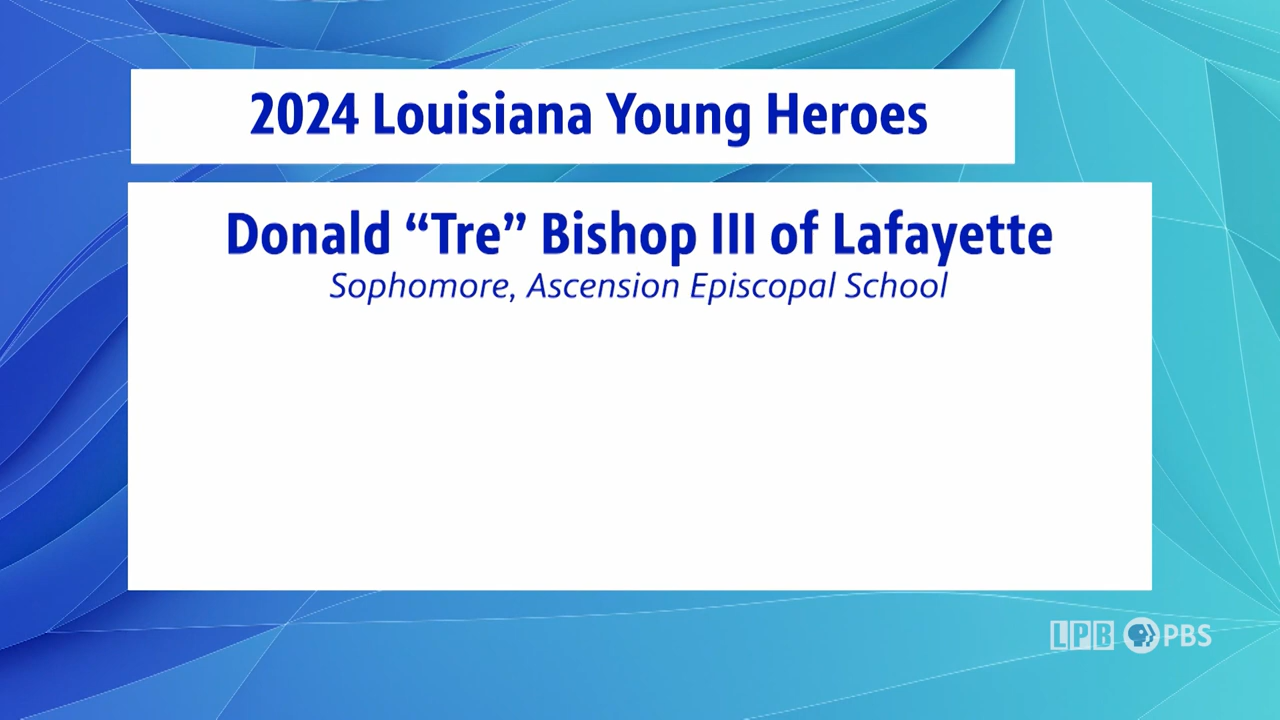 2024 Louisiana Young Heroes
Donald “Tre” Bishop III of Lafayette
Sophomore, Ascension Episcopal School
LPB PBS